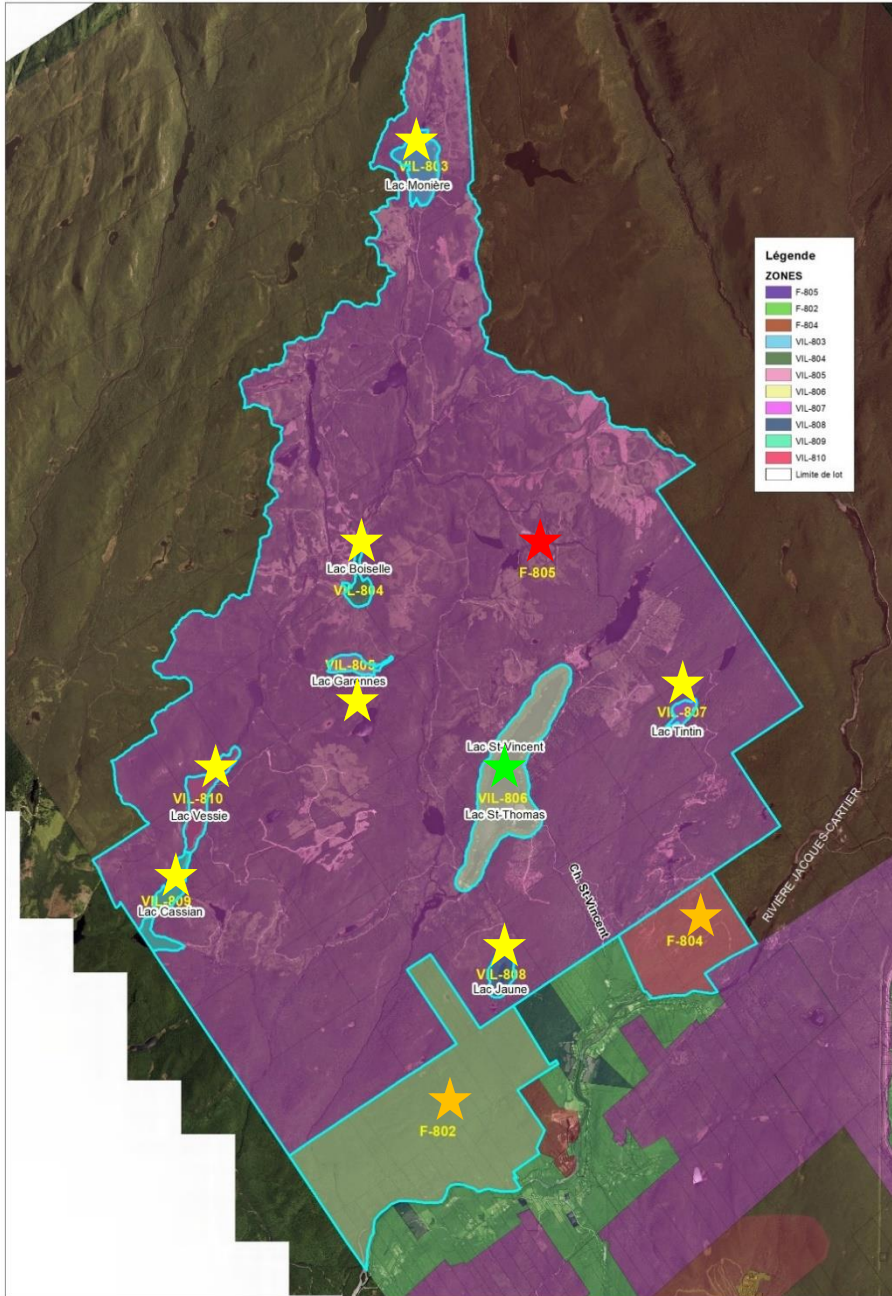 VIL-803
Lac Monière
Légende
ZONES
F-805
F-802
F-804
VIL-803
VIL-804
VIL-805
VIL-806
VIL-807
VIL-808
VIL-809
VIL-810
Limite de lot
Lac Boiselle
VIL-804
F-805
VIL-805
Lac Garennes
VIL-807
Lac Tintin
Lac St-Vincent
VIL-806
Lac St-Thomas
VIL-810
Lac Vessie
VIL-809
Lac Cassian
Ch. St-Vincent
RIVIÈRE JACQUES-CARTIER
F-804
VIL-808
Lac Jaune
F-802